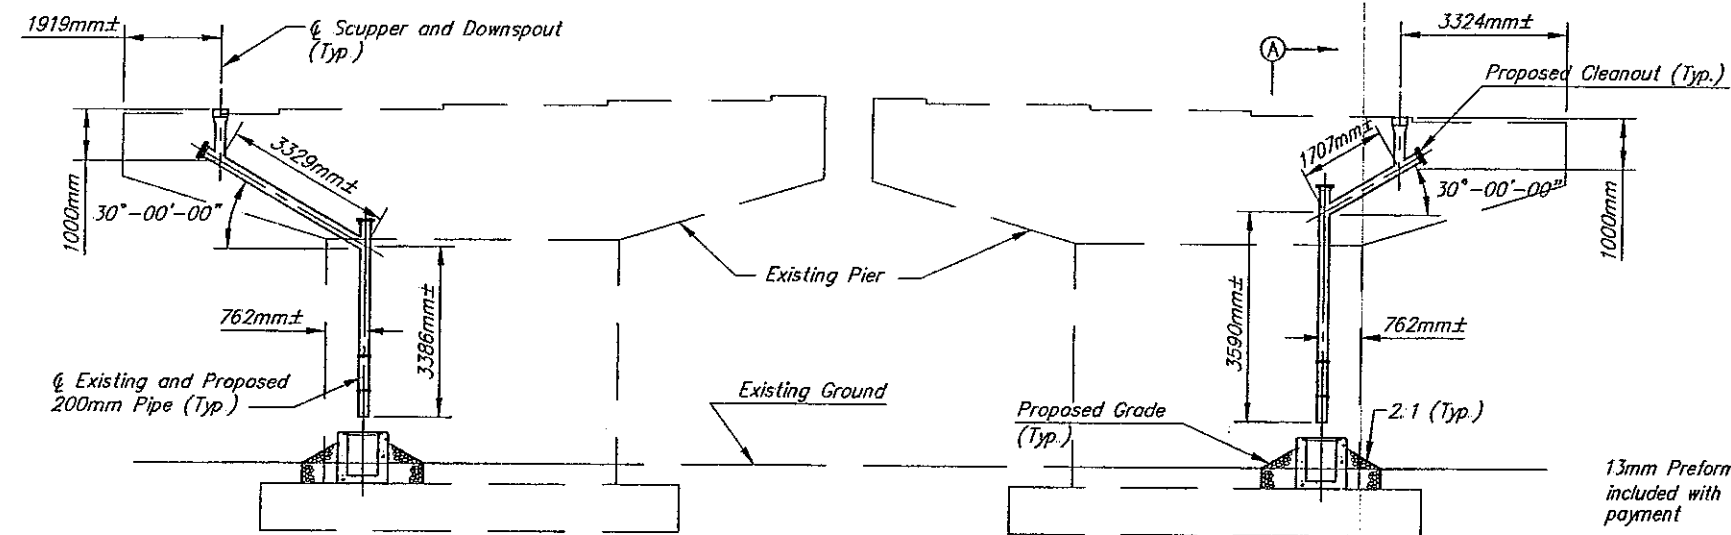 1919mm±
℄ Scupper and Downspout
(Typ.)
3324mm±
A
Proposed Cleanout (Typ.)
1000mm
3329mm±
30°-00'-00"
1707mm±
30°-00'-00"
1000mm
Existing Pier
762mm±
3386mm±
3590mm±
762mm±
℄ Existing and Proposed
200mm Pipe (Typ.)
Existing Ground
Proposed Grade
(Typ.)
2:1 (Typ.)
13mm Preform
included with
payment